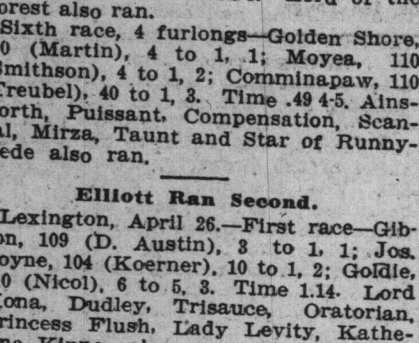 orest also ran.
Sixth race, 4 furlongs—Golden Shore,
0 (Martin), 4 to 1, 1; Moyea, 110
Smithson), 4 to 1, 2; Comminapaw, 110
Treubel), 40 to 1, 3. Time .49 4-5. Ains-
orth, Puissant, Compensation, Scan-
al, Mirza, Taunt and Star of Runny-
ede also ran.
Elliott Ran Second.
Lexington, April 26.—First race—Gib-
on, 109 (D. Austin), 3 to 1, 1; Jos.
oyne, 104 (Koerner), 10 to 1, 2; Goldie,
0 (Nicol), 6 to 5, 3. Time 1.14. Lord
iona, Dudley, Trisauce, Oratorian,
rincess Flush, Lady Levity, Kathe-